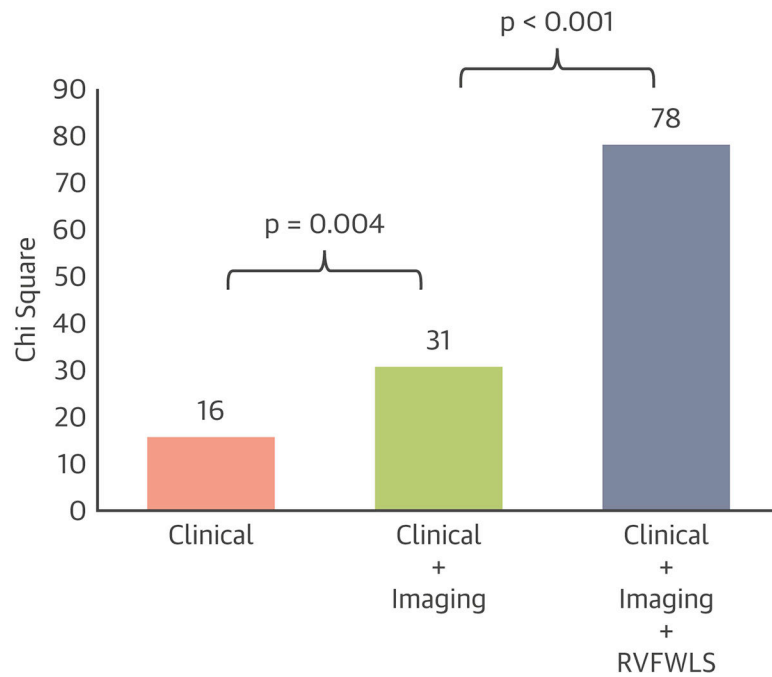 p < 0.001
90
80
70
60
50
40
30
20
10
0
Chi Square
78
p = 0.004
31
16
Clinical
Clinical
+
Imaging
Clinical
+
Imaging
+
RVFWLS